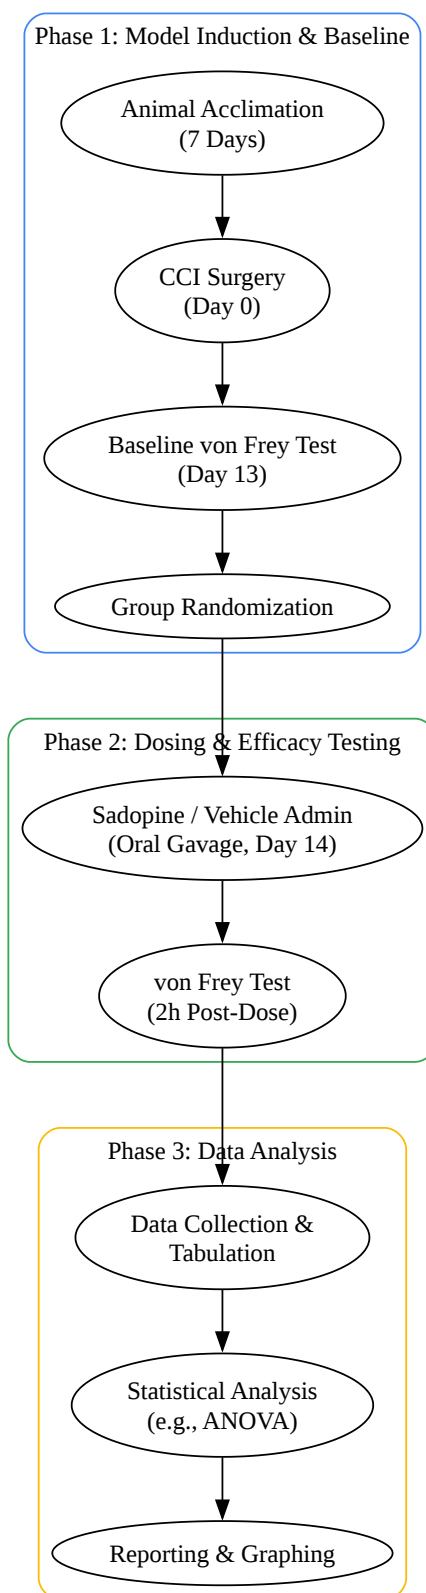 Phase 1: Model Induction & Baseline
Animal Acclimation
(7 Days)
CCI Surgery
(Day 0)
Baseline von Frey Test
(Day 13)
Group Randomization
Phase 2: Dosing & Efficacy Testing
Sadopine / Vehicle Admin
(Oral Gavage, Day 14)
von Frey Test
(2h Post-Dose)
Phase 3: Data Analysis
Data Collection &
Tabulation
Statistical Analysis
(e.g., ANOVA)
Reporting & Graphing